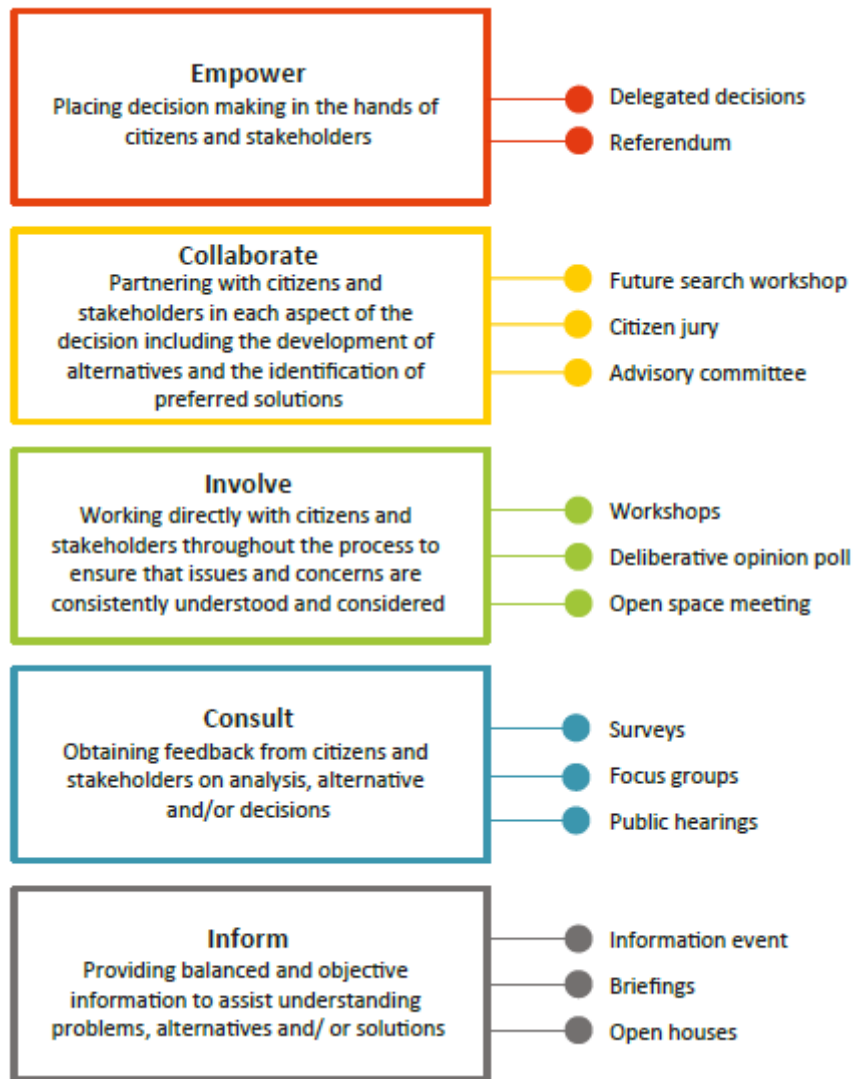 Empower
Placing decision making in the hands of
citizens and stakeholders
Delegated decisions
Referendum
Collaborate
Partnering with citizens and
stakeholders in each aspect of the
decision including the development of
alternatives and the identification of
preferred solutions
Future search workshop
Citizen jury
Advisory committee
Involve
Working directly with citizens and
stakeholders throughout the process to
ensure that issues and concerns are
consistently understood and considered
Workshops
Deliberative opinion poll
Open space meeting
Consult
Obtaining feedback from citizens and
stakeholders on analysis, alternative
and/or decisions
Surveys
Focus groups
Public hearings
Inform
Providing balanced and objective
information to assist understanding
problems, alternatives and/ or solutions
Information event
Briefings
Open houses